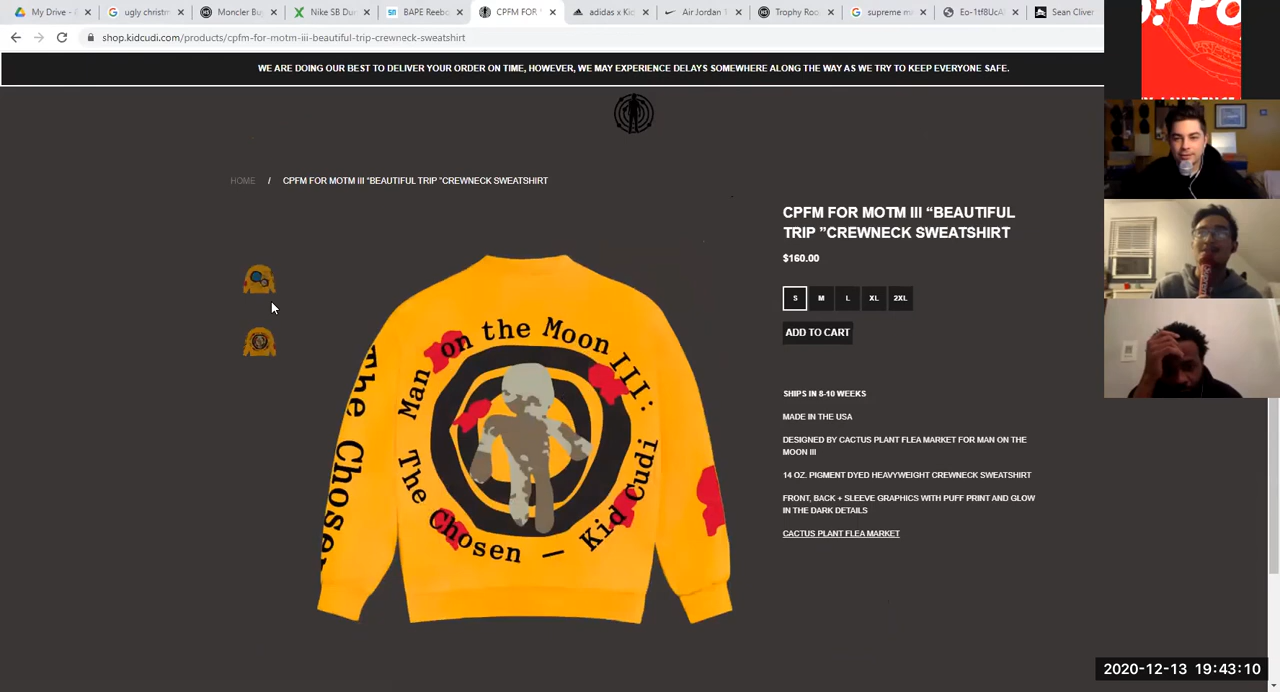 My Drive -
ugly christm
Moncler Bu
Nike SB Du
BAPE Reebo
CPFM FOR
adidas x Ki
Air Jordan 1
Trophy Roo
supreme m
Eo-1tf8UcA
Sean Cliver
shop.kidcudi.com/products/cpfm-for-motm-iii-beautiful-trip-crewneck-sweatshirt
WE ARE DOING OUR BEST TO DELIVER YOUR ORDER ON TIME, HOWEVER, WE MAY EXPERIENCE DELAYS SOMEWHERE ALONG THE WAY AS WE TRY TO KEEP EVERYONE SAFE.
HOME / CPFM FOR MOTM III “BEAUTIFUL TRIP ”CREWNECK SWEATSHIRT
CPFM FOR MOTM III “BEAUTIFUL
TRIP ”CREWNECK SWEATSHIRT
$160.00
S M L XL 2XL
ADD TO CART
SHIPS IN 8-10 WEEKS
MADE IN THE USA
DESIGNED BY CACTUS PLANT FLEA MARKET FOR MAN ON THE
MOON III
14 OZ. PIGMENT DYED HEAVYWEIGHT CREWNECK SWEATSHIRT
FRONT, BACK + SLEEVE GRAPHICS WITH PUFF PRINT AND GLOW
IN THE DARK DETAILS
CACTUS PLANT FLEA MARKET
Man on the Moon III:
The Chosen — Kid Cudi
The Chosen
2020-12-13 19:43:10